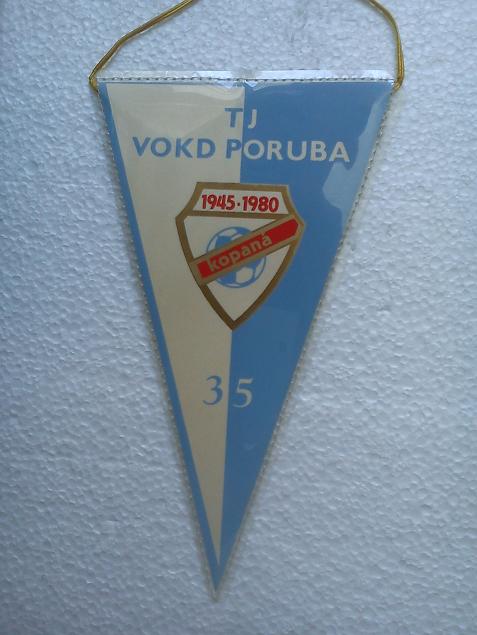 TJ
VOKD PORUBA
1945·1980
kopaná
35